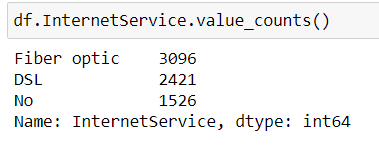 df.InternetService.value_counts()
Fiber optic    3096
DSL            2421
No             1526
Name: InternetService, dtype: int64